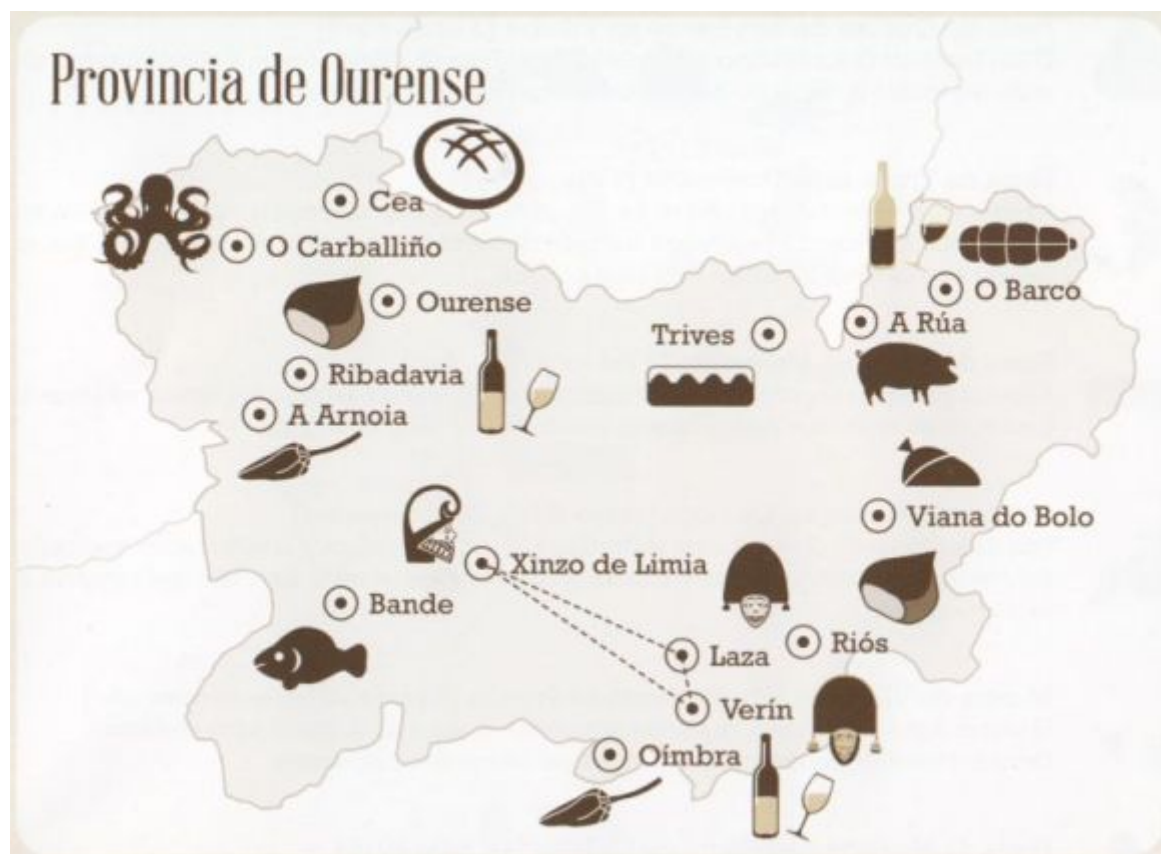 Provincia de Ourense
Cea
O Carballiño
Ourense
O Barco
A Rúa
Trives
Ribadavia
A Arnoia
Viana do Bolo
Xinzo de Limia
Bande
Riós
Laza
Verín
Oímbra